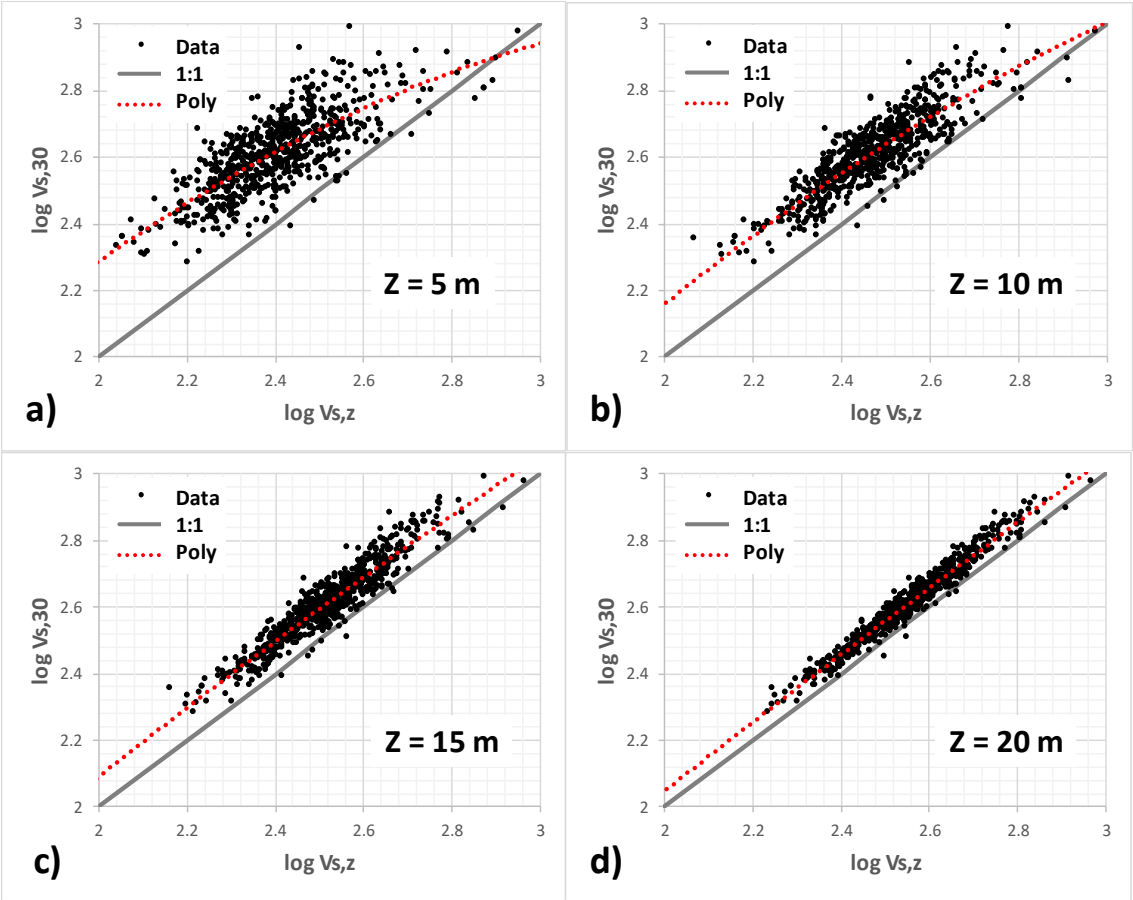 3
2.8
2.6
2.4
2.2
2
log Vs,30
Data
1:1
Poly
Z = 5 m
2
2.2
2.4
2.6
2.8
3
log Vs,z
a)
3
2.8
2.6
2.4
2.2
2
log Vs,30
Data
1:1
Poly
Z = 10 m
2
2.2
2.4
2.6
2.8
3
log Vs,z
b)
3
2.8
2.6
2.4
2.2
2
log Vs,30
Data
1:1
Poly
Z = 15 m
2
2.2
2.4
2.6
2.8
3
log Vs,z
c)
3
2.8
2.6
2.4
2.2
2
log Vs,30
Data
1:1
Poly
Z = 20 m
2
2.2
2.4
2.6
2.8
3
log Vs,z
d)